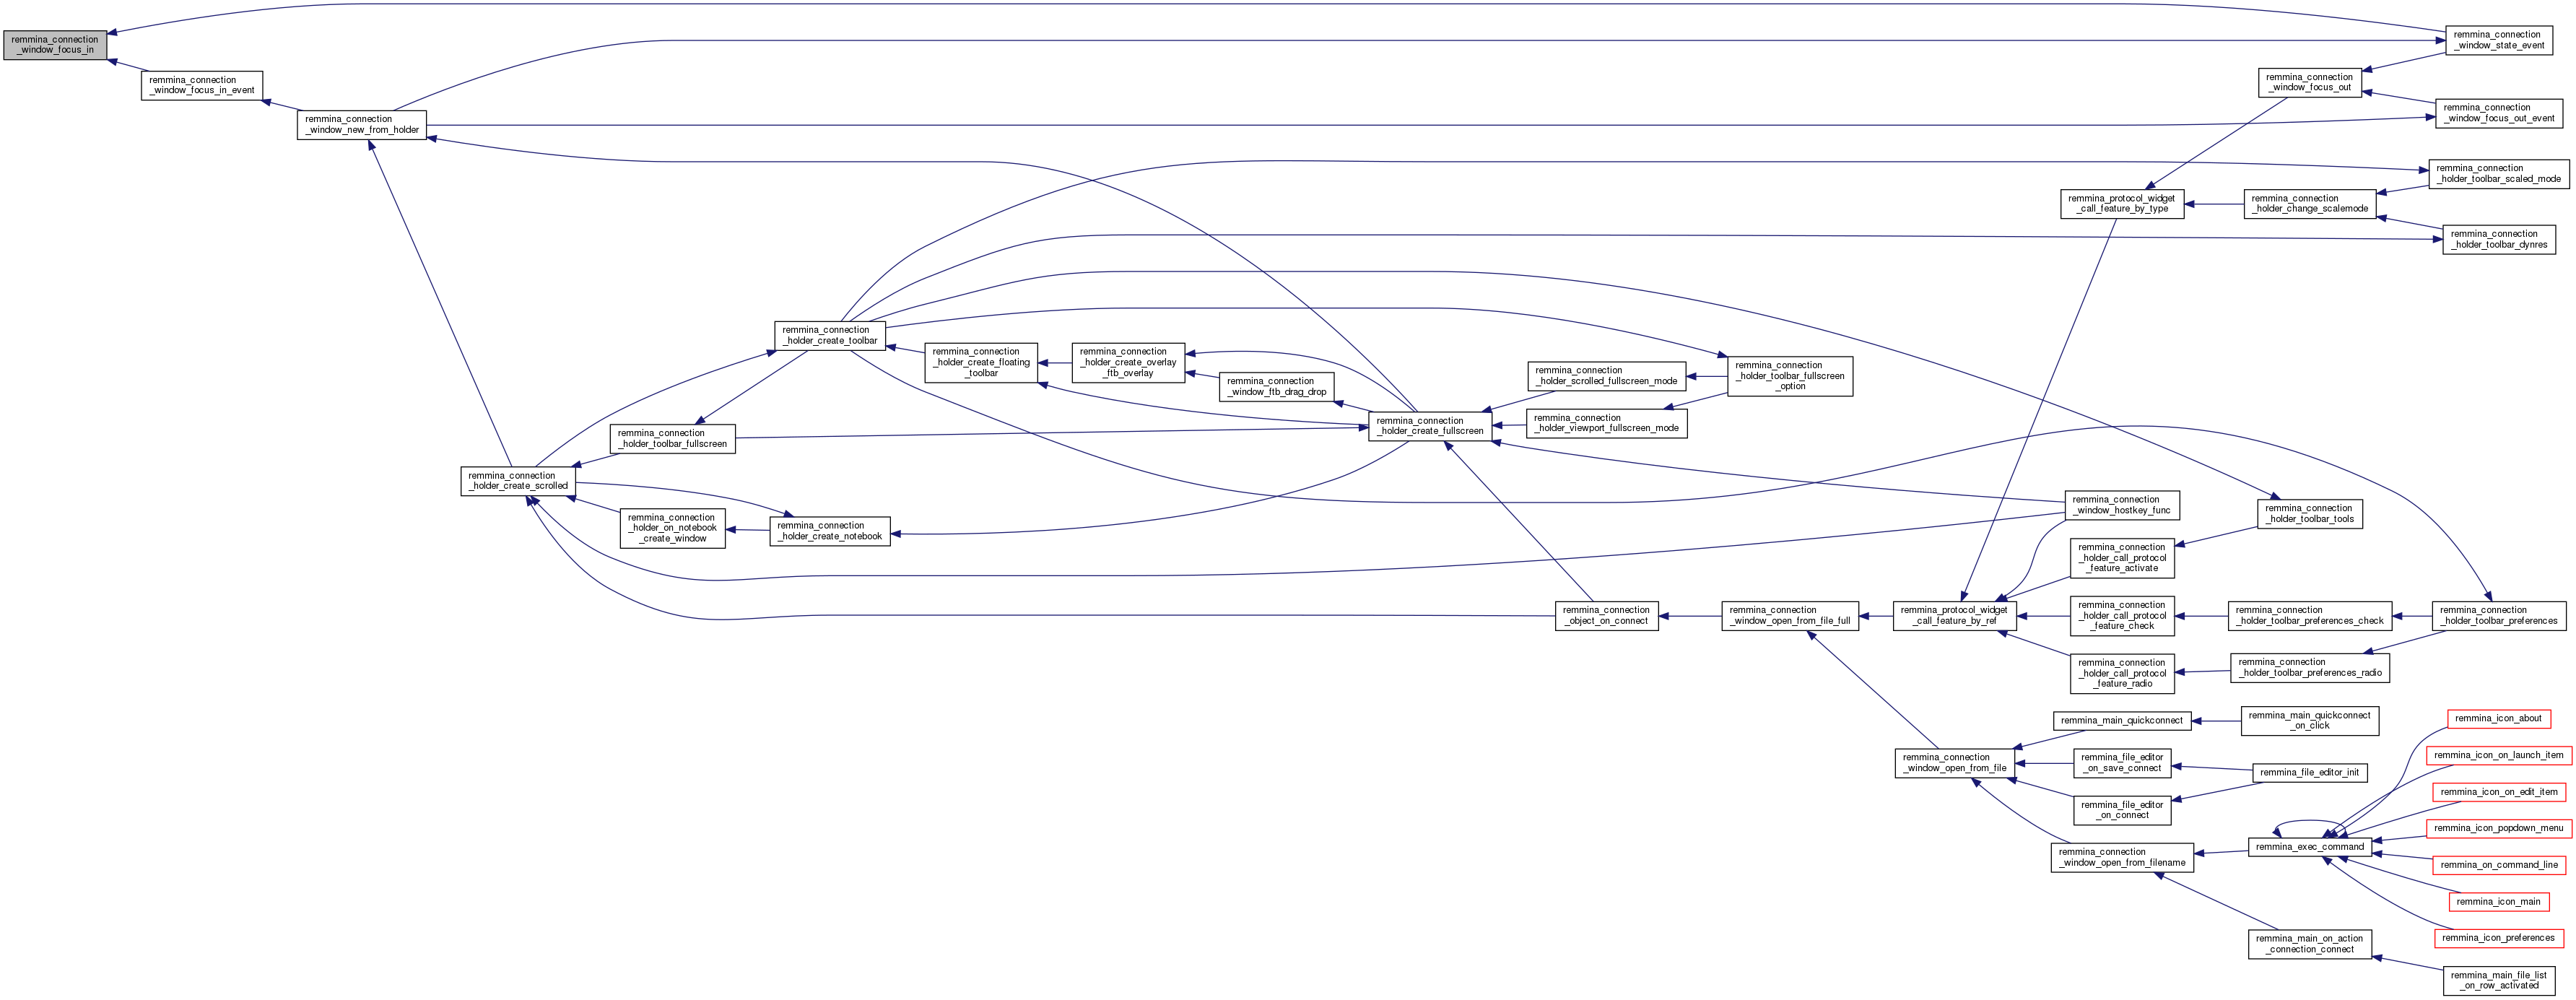 remmina_connection
_window_focus_in
remmina_connection
_window_focus_in_event
remmina_connection
_window_new_from_holder
remmina_connection
_holder_create_scrolled
remmina_connection
_holder_toolbar_fullscreen
remmina_connection
_holder_on_notebook
_create_window
remmina_connection
_holder_create_toolbar
remmina_connection
_holder_create_notebook
remmina_connection
_holder_create_floating
_toolbar
remmina_connection
_holder_create_overlay
_ftb_overlay
remmina_connection
_window_ftb_drag_drop
remmina_connection
_holder_create_fullscreen
remmina_connection
_holder_scrolled_fullscreen_mode
remmina_connection
_holder_viewport_fullscreen_mode
remmina_connection
_holder_toolbar_fullscreen
_option
remmina_connection
_object_on_connect
remmina_connection
_window_open_from_file_full
remmina_protocol_widget
_call_feature_by_ref
remmina_connection
_window_open_from_file
remmina_protocol_widget
_call_feature_by_type
remmina_connection
_window_hostkey_func
remmina_connection
_holder_call_protocol
_feature_activate
remmina_connection
_holder_call_protocol
_feature_check
remmina_connection
_holder_call_protocol
_feature_radio
remmina_main_quickconnect
remmina_file_editor
_on_save_connect
remmina_file_editor
_on_connect
remmina_connection
_window_open_from_filename
remmina_connection
_window_focus_out
remmina_connection
_holder_change_scalemode
remmina_connection
_holder_toolbar_tools
remmina_connection
_holder_toolbar_preferences_check
remmina_connection
_holder_toolbar_preferences_radio
remmina_main_quickconnect
_on_click
remmina_file_editor_init
remmina_exec_command
remmina_main_on_action
_connection_connect
remmina_connection
_window_state_event
remmina_connection
_window_focus_out_event
remmina_connection
_holder_toolbar_scaled_mode
remmina_connection
_holder_toolbar_dynres
remmina_connection
_holder_toolbar_preferences
remmina_icon_about
remmina_icon_on_launch_item
remmina_icon_on_edit_item
remmina_icon_popdown_menu
remmina_on_command_line
remmina_icon_main
remmina_icon_preferences
remmina_main_file_list
_on_row_activated